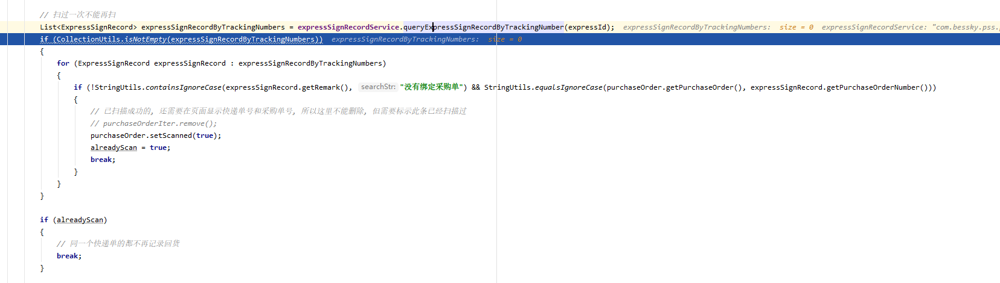 // 扫过一次不能再扫
List<ExpressSignRecord> expressSignRecordByTrackingNumbers = expressSignRecordService.queryExpressSignRecordByTrackingNumber(expressId); expressSignRecordByTrackingNumbers: size = 0 expressSignRecordService: "com.bessky.pss.
if (CollectionUtils.isNotEmpty(expressSignRecordByTrackingNumbers)) expressSignRecordByTrackingNumbers: size = 0
{
for (ExpressSignRecord expressSignRecord : expressSignRecordByTrackingNumbers)
{
if (!StringUtils.containsIgnoreCase(expressSignRecord.getRemark(), searchStr: "没有绑定采购单") && StringUtils.equalsIgnoreCase(purchaseOrder.getPurchaseOrder(), expressSignRecord.getPurchaseOrderNumber()))
{
// 已扫描成功的, 还需要在页面显示快递单号和采购单号, 所以这里不能删除, 但需要标示此条已经扫描过
// purchaseOrderIter.remove();
purchaseOrder.setScanned(true);
alreadyScan = true;
break;
}
}
}
if (alreadyScan)
{
// 同一个快递单的都不再记录回货
break;
}